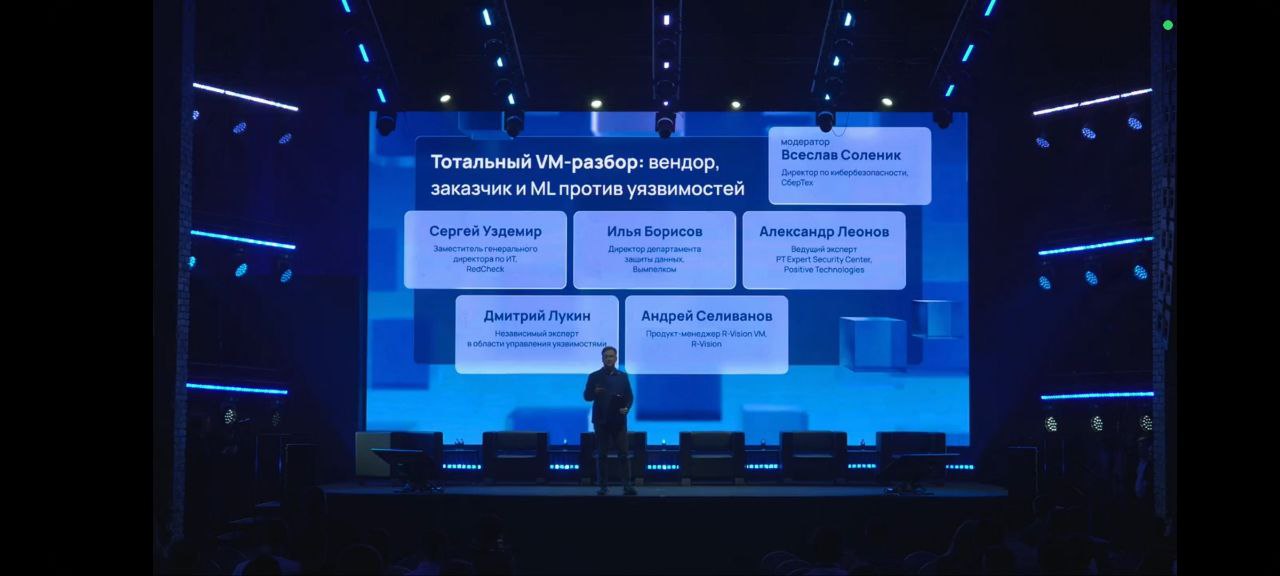 Тотальный VM-разбор: вендор,
заказчик и ML против уязвимостей
модератор
Всеслав Соленик
Директор по кибербезопасности,
СберТех
Сергей Уздемир
Заместитель генерального
директора по ИТ,
RedCheck
Илья Борисов
Директор департамента
защиты данных,
Вымпелком
Александр Леонов
Ведущий эксперт
PT Expert Security Center,
Positive Technologies
Дмитрий Лукин
Независимый эксперт
в области управления уязвимостями
Андрей Селиванов
Продукт-менеджер R-Vision VM,
R-Vision